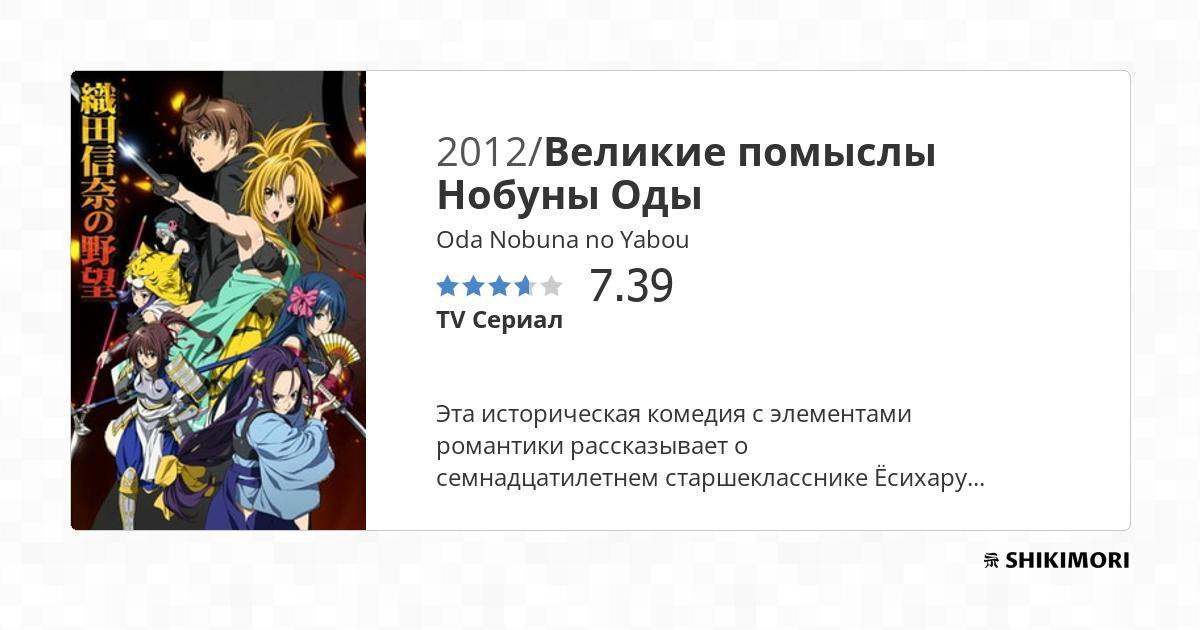 織田信奈の野望
2012/Великие помыслы
Нобуны Оды
Oda Nobuna no Yabou
7.39
TV Сериал
Эта историческая комедия с элементами
романтики рассказывает о
семнадцатилетнем старшекласснике Ёсихару...
SHIKIMORI